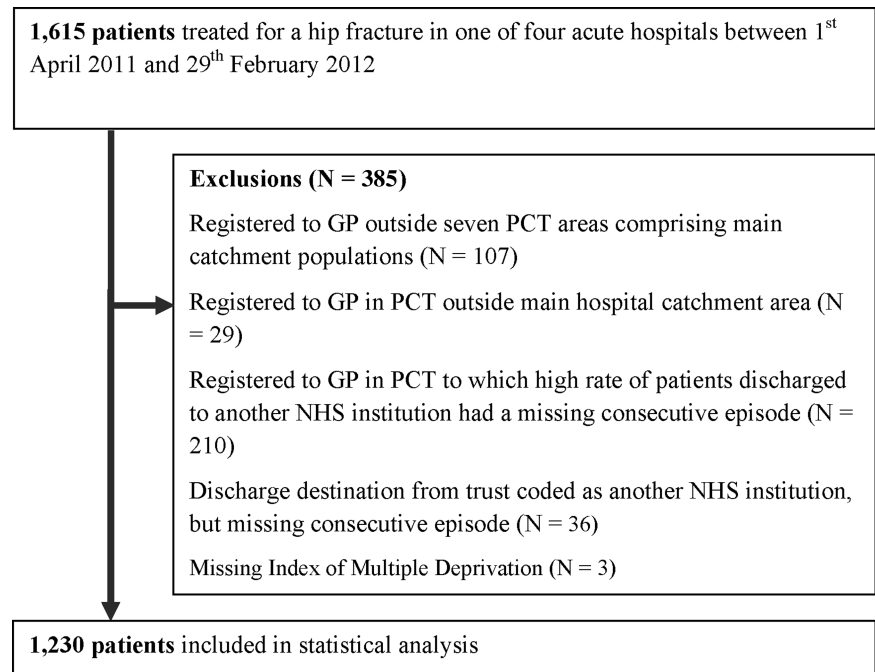 1,615 patients treated for a hip fracture in one of four acute hospitals between 1st
April 2011 and 29th February 2012
Exclusions (N = 385)
Registered to GP outside seven PCT areas comprising main
catchment populations (N = 107)
Registered to GP in PCT outside main hospital catchment area (N
= 29)
Registered to GP in PCT to which high rate of patients discharged
to another NHS institution had a missing consecutive episode (N =
210)
Discharge destination from trust coded as another NHS institution,
but missing consecutive episode (N = 36)
Missing Index of Multiple Deprivation (N = 3)
1,230 patients included in statistical analysis